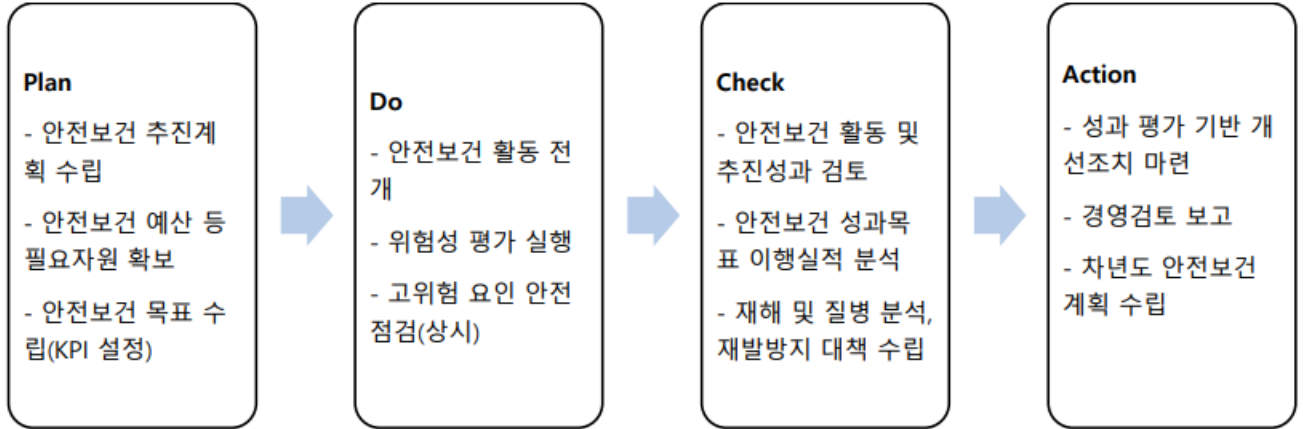 Plan
- 안전보건 추진계
획 수립
- 안전보건 예산 등
필요자원 확보
- 안전보건 목표 수
립(KPI 설정)
Do
- 안전보건 활동 전
개
- 위험성 평가 실행
- 고위험 요인 안전
점검(상시)
Check
- 안전보건 활동 및
추진성과 검토
- 안전보건 성과목
표 이행실적 분석
- 재해 및 질병 분석,
재발방지 대책 수립
Action
- 성과 평가 기반 개
선조치 마련
- 경영검토 보고
- 차년도 안전보건
계획 수립